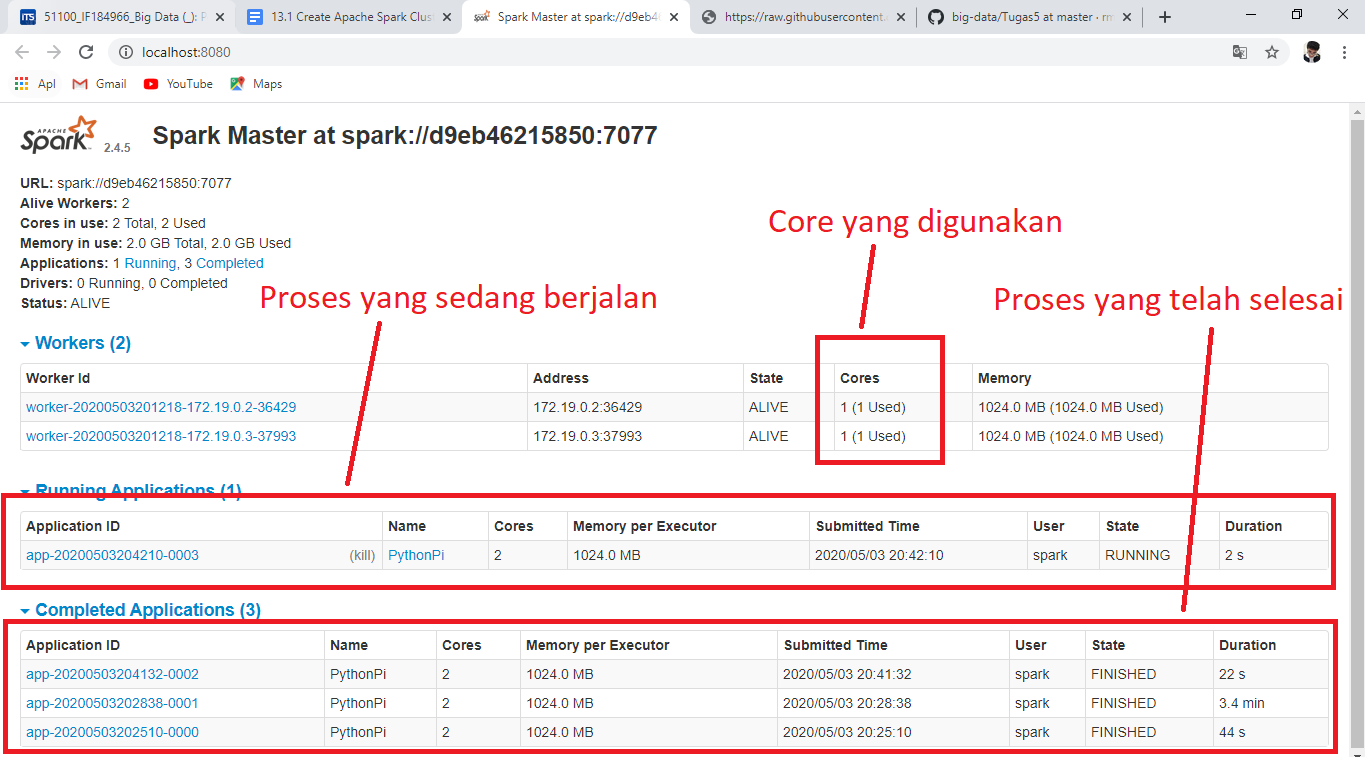 51100_IF184966_Big Data (_): P
13.1 Create Apache Spark Clus
Spark Master at spark://d9eb46
https://raw.githubusercontent.
big-data/Tugas5 at master · rm
localhost:8080
Apl Gmail YouTube Maps
APACHE Spark 2.4.5 Spark Master at spark://d9eb46215850:7077
URL: spark://d9eb46215850:7077
Alive Workers: 2
Cores in use: 2 Total, 2 Used
Memory in use: 2.0 GB Total, 2.0 GB Used
Applications: 1 Running, 3 Completed
Drivers: 0 Running, 0 Completed
Status: ALIVE
Core yang digunakan
Proses yang sedang berjalan
Proses yang telah selesai
Workers (2)
Worker Id Address State Cores Memory
worker-20200503201218-172.19.0.2-36429 172.19.0.2:36429 ALIVE 1 (1 Used) 1024.0 MB (1024.0 MB Used)
worker-20200503201218-172.19.0.3-37993 172.19.0.3:37993 ALIVE 1 (1 Used) 1024.0 MB (1024.0 MB Used)
Running Applications (1)
Application ID Name Cores Memory per Executor Submitted Time User State Duration
app-20200503204210-0003 (kill) PythonPi 2 1024.0 MB 2020/05/03 20:42:10 spark RUNNING 2 s
Completed Applications (3)
Application ID Name Cores Memory per Executor Submitted Time User State Duration
app-20200503204132-0002 PythonPi 2 1024.0 MB 2020/05/03 20:41:32 spark FINISHED 22 s
app-20200503202838-0001 PythonPi 2 1024.0 MB 2020/05/03 20:28:38 spark FINISHED 3.4 min
app-20200503202510-0000 PythonPi 2 1024.0 MB 2020/05/03 20:25:10 spark FINISHED 44 s